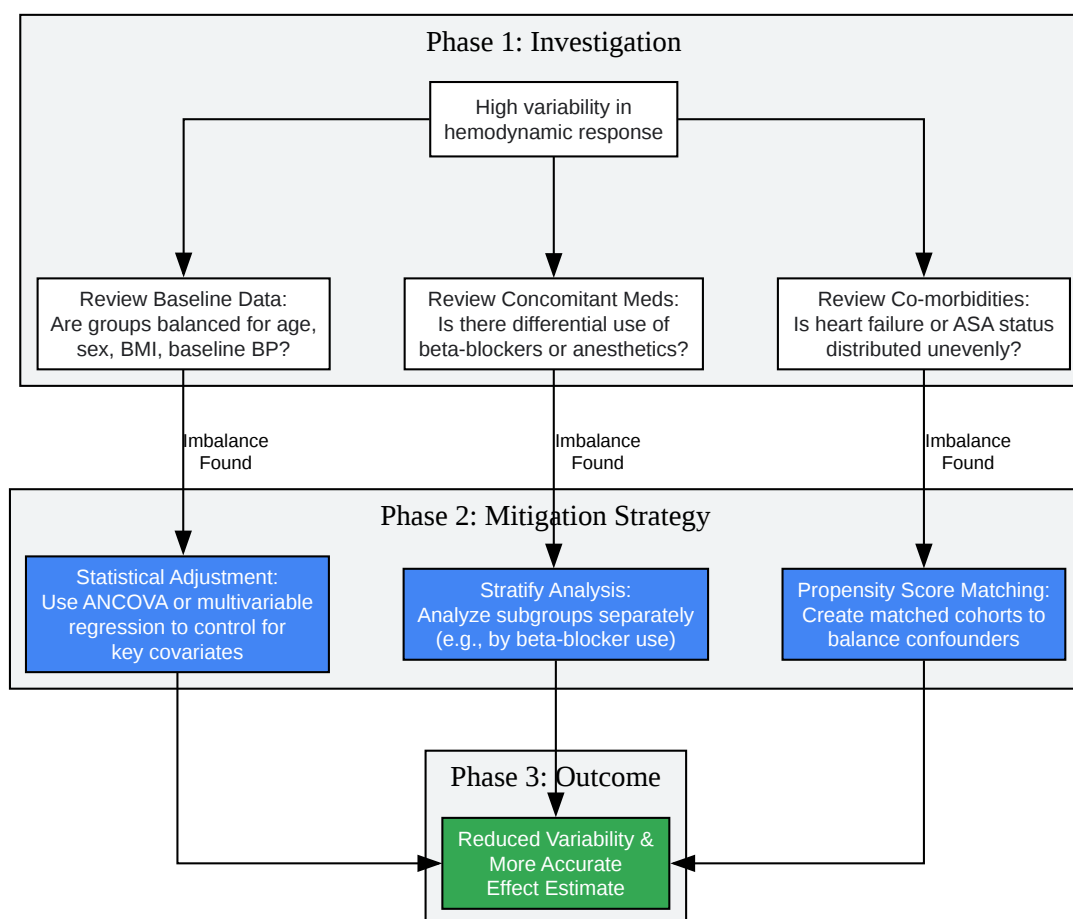 Phase 1: Investigation
High variability in
hemodynamic response
Review Baseline Data:
Are groups balanced for age,
sex, BMI, baseline BP?
Review Concomitant Meds:
Is there differential use of
beta-blockers or anesthetics?
Review Co-morbidities:
Is heart failure or ASA status
distributed unevenly?
Imbalance
Found
Imbalance
Found
Imbalance
Found
Phase 2: Mitigation Strategy
Statistical Adjustment:
Use ANCOVA or multivariable
regression to control for
key covariates
Stratify Analysis:
Analyze subgroups separately
(e.g., by beta-blocker use)
Propensity Score Matching:
Create matched cohorts to
balance confounders
Phase 3: Outcome
Reduced Variability &
More Accurate
Effect Estimate